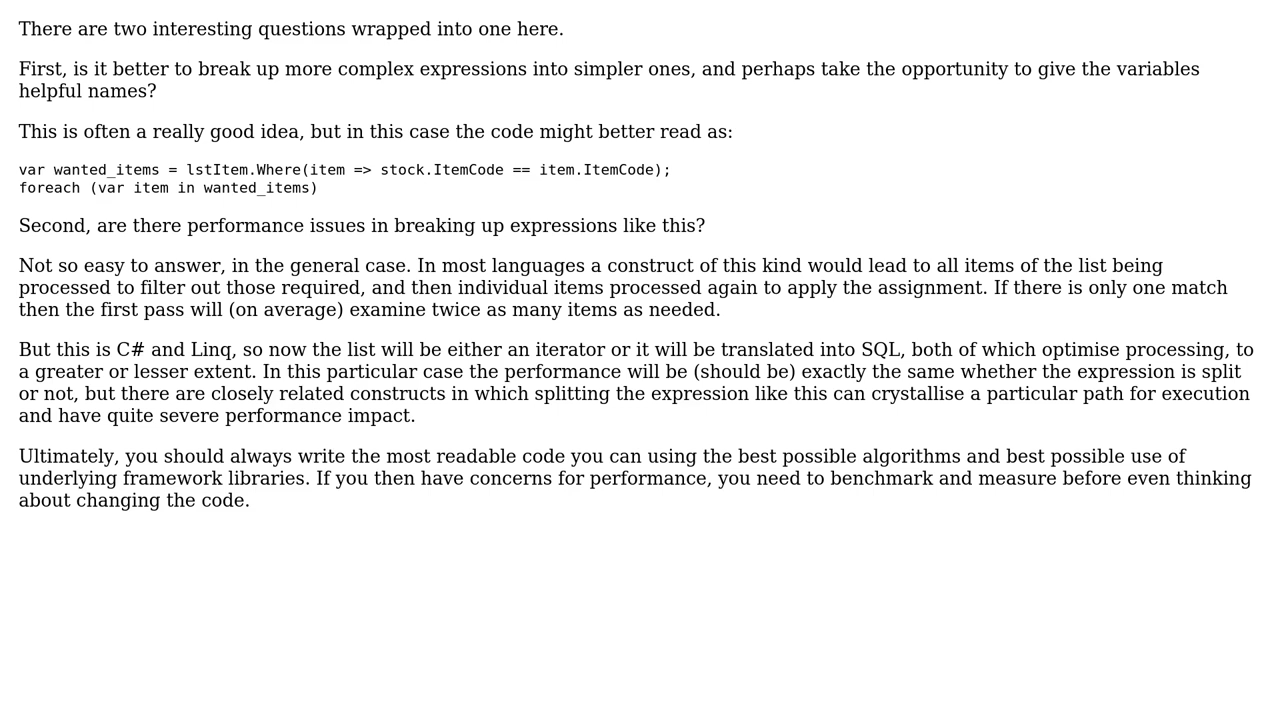 There are two interesting questions wrapped into one here.
First, is it better to break up more complex expressions into simpler ones, and perhaps take the opportunity to give the variables
helpful names?
This is often a really good idea, but in this case the code might better read as:
var wanted_items = lstItem.Where(item => stock.ItemCode == item.ItemCode);
foreach (var item in wanted_items)
Second, are there performance issues in breaking up expressions like this?
Not so easy to answer, in the general case. In most languages a construct of this kind would lead to all items of the list being
processed to filter out those required, and then individual items processed again to apply the assignment. If there is only one match
then the first pass will (on average) examine twice as many items as needed.
But this is C# and Linq, so now the list will be either an iterator or it will be translated into SQL, both of which optimise processing, to
a greater or lesser extent. In this particular case the performance will be (should be) exactly the same whether the expression is split
or not, but there are closely related constructs in which splitting the expression like this can crystallise a particular path for execution
and have quite severe performance impact.
Ultimately, you should always write the most readable code you can using the best possible algorithms and best possible use of
underlying framework libraries. If you then have concerns for performance, you need to benchmark and measure before even thinking
about changing the code.